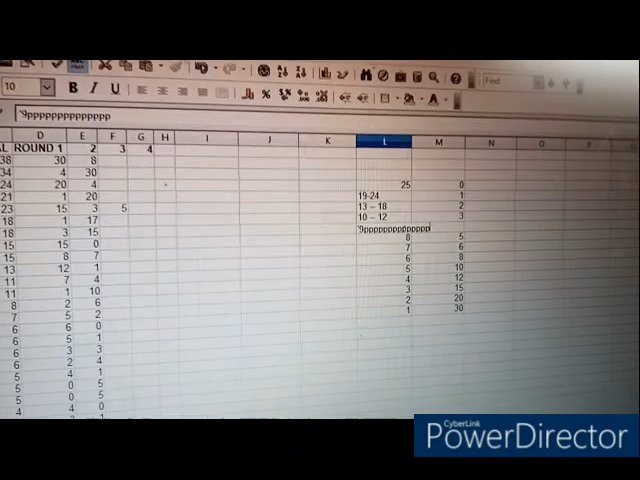 Find
10 B I U
'9pppppppppppppp
D E F G H I J K L M N O P
AL ROUND 1 2 3 4
38 30 8
34 4 30
24 20 4 25 0
21 1 20 19-24 1
23 15 3 5 13 – 18 2
18 1 17 10 – 12 3
18 3 15 '9pppppppppppppp
15 15 0 8 5
15 8 7 7 6
13 12 1 6 8
11 7 4 5 10
11 1 10 4 12
8 2 6 3 15
7 5 2 2 20
6 6 0 1 30
6 5 1
6 3 3
6 2 4
5 4 1
5 0 5
5 0 5
4 4 0
CyberLink
PowerDirector